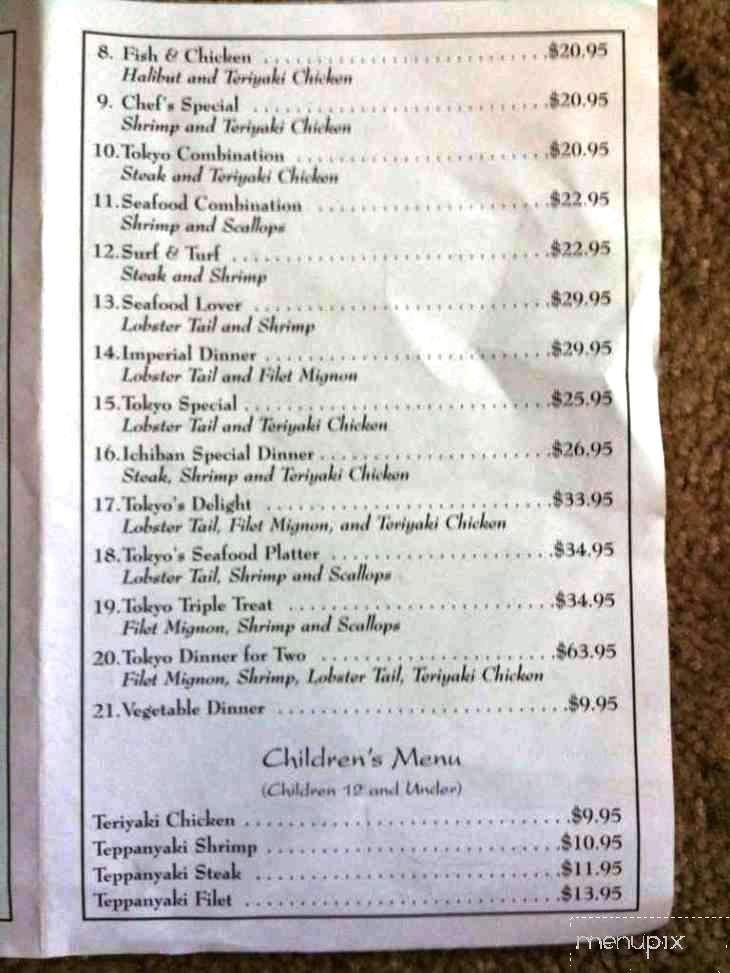 8. Fish & Chicken ..........................$20.95
Halibut and Teriyaki Chicken
9. Chef's Special ..........................$20.95
Shrimp and Teriyaki Chicken
10.Tokyo Combination ......................$20.95
Steak and Teriyaki Chicken
11.Seafood Combination ....................$22.95
Shrimp and Scallops
12.Surf & Turf ............................$22.95
Steak and Shrimp
13.Seafood Lover ..........................$29.95
Lobster Tail and Shrimp
14.Imperial Dinner ........................$29.95
Lobster Tail and Filet Mignon
15.Tokyo Special ..........................$25.95
Lobster Tail and Teriyaki Chicken
16.Ichiban Special Dinner ..................$26.95
Steak, Shrimp and Teriyaki Chicken
17.Tokyo's Delight ........................$33.95
Lobster Tail, Filet Mignon, and Teriyaki Chicken
18.Tokyo's Seafood Platter ..................$34.95
Lobster Tail, Shrimp and Scallops
19.Tokyo Triple Treat ......................$34.95
Filet Mignon, Shrimp and Scallops
20.Tokyo Dinner for Two ....................$63.95
Filet Mignon, Shrimp, Lobster Tail, Teriyaki Chicken
21.Vegetable Dinner ........................$9.95
Children's Menu
(Children 12 and Under)
Teriyaki Chicken ............................$9.95
Teppanyaki Shrimp ..........................$10.95
Teppanyaki Steak ..........................$11.95
Teppanyaki Filet ..........................$13.95
menupix